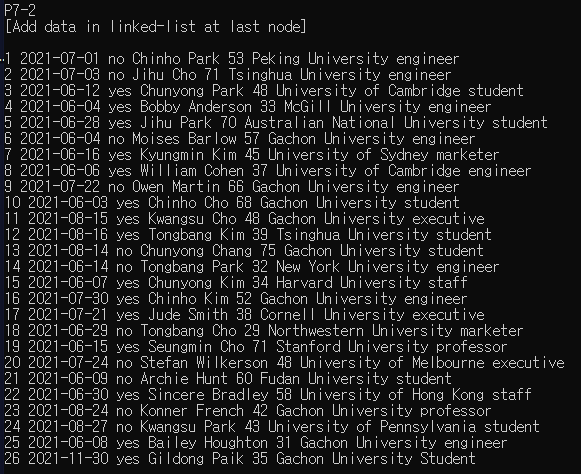 P7-2
[Add data in linked-list at last node]
1 2021-07-01 no Chinho Park 53 Peking University engineer
2 2021-07-03 no Jihu Cho 71 Tsinghua University engineer
3 2021-06-12 yes Chunyong Park 48 University of Cambridge student
4 2021-06-04 yes Bobby Anderson 33 McGill University engineer
5 2021-06-28 yes Jihu Park 70 Australian National University student
6 2021-06-04 no Moises Barlow 57 Gachon University engineer
7 2021-06-16 yes Kyungmin Kim 45 University of Sydney marketer
8 2021-06-06 yes William Cohen 37 University of Cambridge engineer
9 2021-07-22 no Owen Martin 66 Gachon University engineer
10 2021-06-03 yes Chinho Cho 68 Gachon University student
11 2021-08-15 yes Kwangsu Cho 48 Gachon University executive
12 2021-08-16 yes Tongbang Kim 39 Tsinghua University student
13 2021-08-14 no Chunyong Chang 75 Gachon University student
14 2021-06-14 no Tongbang Park 32 New York University engineer
15 2021-06-07 yes Chunyong Kim 34 Harvard University staff
16 2021-07-30 yes Chinho Kim 52 Gachon University engineer
17 2021-07-21 yes Jude Smith 38 Cornell University executive
18 2021-06-29 no Tongbang Cho 29 Northwestern University marketer
19 2021-06-15 yes Seungmin Cho 71 Stanford University professor
20 2021-07-24 no Stefan Wilkerson 48 University of Melbourne executive
21 2021-06-09 no Archie Hunt 60 Fudan University student
22 2021-06-30 yes Sincere Bradley 58 University of Hong Kong staff
23 2021-08-24 no Konner French 42 Gachon University professor
24 2021-08-27 no Kwangsu Park 43 University of Pennsylvania student
25 2021-06-08 yes Bailey Houghton 31 Gachon University engineer
26 2021-11-30 yes Gildong Paik 35 Gachon University Student